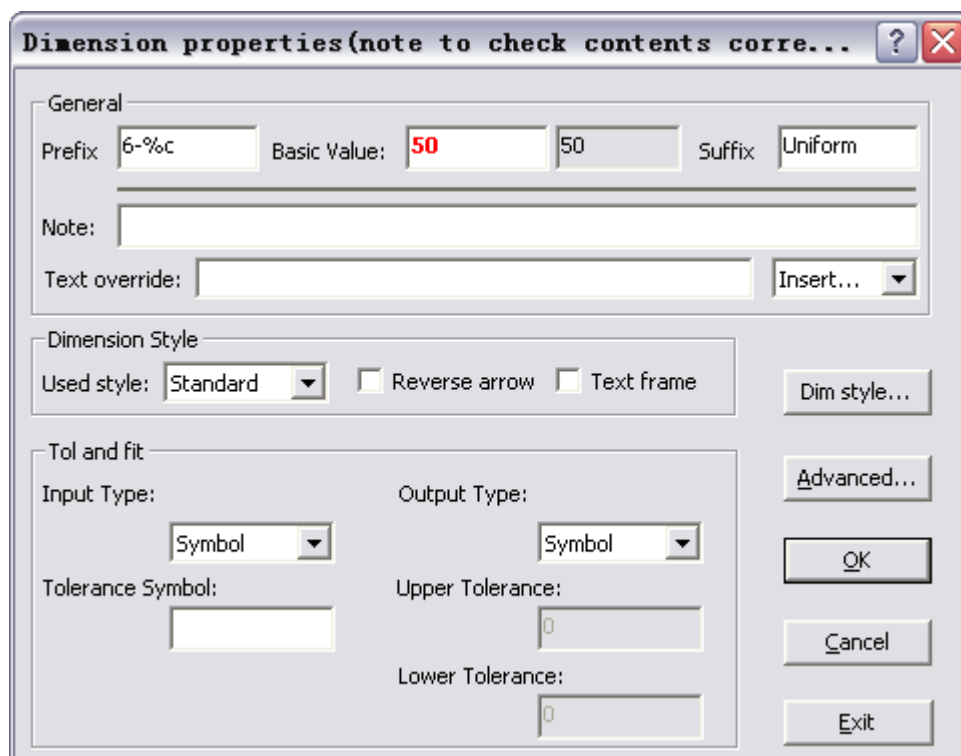 Dimension properties(note to check contents corre...
General
Prefix 6-%c Basic Value: 50 50 Suffix Uniform
Note:
Text override: Insert...
Dimension Style
Used style: Standard Reverse arrow Text frame
Dim style...
Tol and fit
Advanced...
Input Type: Output Type:
Symbol Symbol
OK
Tolerance Symbol: Upper Tolerance:
0
Cancel
Lower Tolerance:
0
Exit